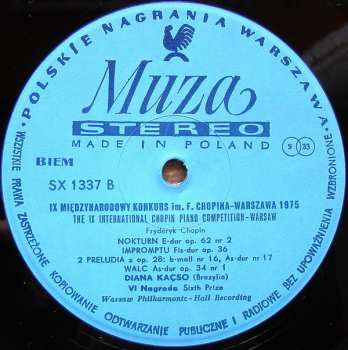 POLSKIE NAGRANIA WARSZAWA
Muza
STEREO
MADE IN POLAND
BIEM
S 33
SX 1337 B
IX MIĘDZYNARODOWY KONKURS im. F. CHOPINA-WARSZAWA 1975
THE IX INTERNATIONAL CHOPIN PIANO COMPETITION-WARSAW
Fryderyk Chopin
NOKTURN E-dur op. 62 nr 2
IMPROMPTU Fis-dur op. 36
2 PRELUDIA z op. 28: b-moll nr 16, As-dur nr 17
WALC As-dur op. 34 nr 1
DIANA KAÇSO (Brazylia)
VI Nagroda Sixth Prize
Warsaw Philharmonic-Hall Recording
WSZYSTKIE PRAWA ZASTRZEŻONE KOPIOWANIE ODTWARZANIE PUBLICZNE I RADIOWE BEZ UPOWAŻNIENIA WZBRONIONE